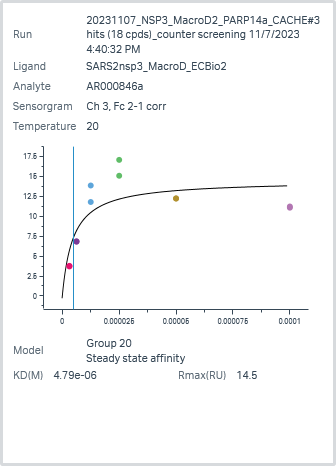 Run 20231107_NSP3_MacroD2_PARP14a_CACHE#3
hits (18 cpds)_counter screening 11/7/2023
4:40:32 PM
Ligand SARS2nsp3_MacroD_ECBio2
Analyte AR000846a
Sensorgram Ch 3, Fc 2-1 corr
Temperature 20
17.5
15
12.5
10
7.5
5
2.5
0
0 0.000025 0.00005 0.000075 0.0001
Model Group 20
Steady state affinity
KD(M) 4.79e-06 Rmax(RU) 14.5